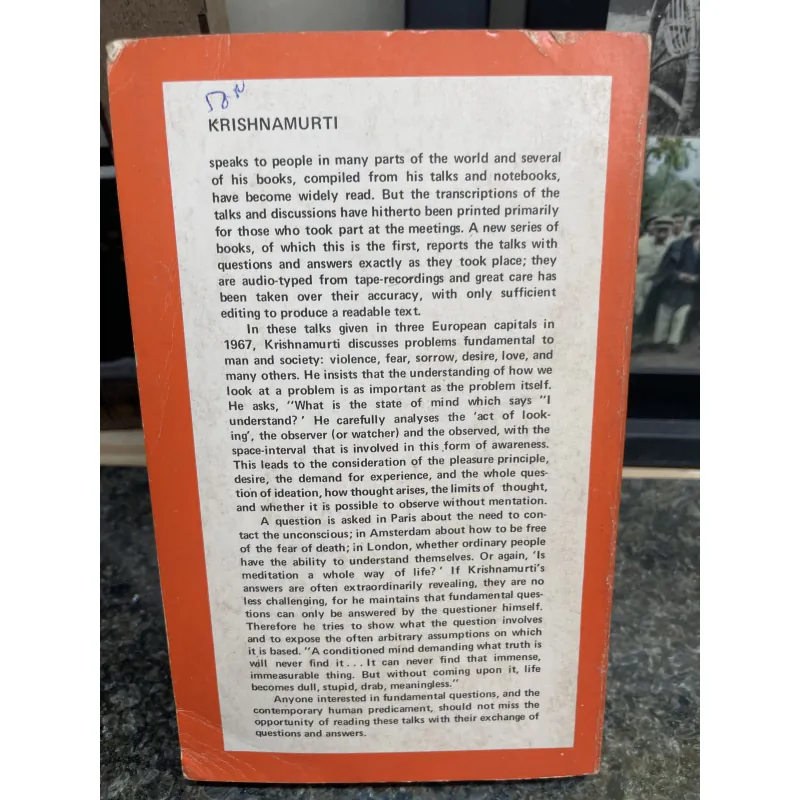 KRISHNAMURTI
speaks to people in many parts of the world and several
of his books, compiled from his talks and notebooks,
have become widely read. But the transcriptions of the
talks and discussions have hitherto been printed primarily
for those who took part at the meetings. A new series of
books, of which this is the first, reports the talks with
questions and answers exactly as they took place; they
are audio-typed from tape-recordings and great care has
been taken over their accuracy, with only sufficient
editing to produce a readable text.
In these talks given in three European capitals in
1967, Krishnamurti discusses problems fundamental to
man and society: violence, fear, sorrow, desire, love, and
many others. He insists that the understanding of how we
look at a problem is as important as the problem itself.
He asks, "What is the state of mind which says "I
understand?' He carefully analyses the 'act of look-
ing', the observer (or watcher) and the observed, with the
space-interval that is involved in this form of awareness.
This leads to the consideration of the pleasure principle,
desire, the demand for experience, and the whole ques-
tion of ideation, how thought arises, the limits of thought,
and whether it is possible to observe without mentation.
A question is asked in Paris about the need to con-
tact the unconscious; in Amsterdam about how to be free
of the fear of death; in London, whether ordinary people
have the ability to understand themselves. Or again, 'Is
meditation a whole way of life?' If Krishnamurti's
answers are often extraordinarily revealing, they are no
less challenging, for he maintains that fundamental ques-
tions can only be answered by the questioner himself.
Therefore he tries to show what the question involves
and to expose the often arbitrary assumptions on which
it is based. "A conditioned mind demanding what truth is
will never find it . . . It can never find that immense,
immeasurable thing. But without coming upon it, life
becomes dull, stupid, drab, meaningless."
Anyone interested in fundamental questions, and the
contemporary human predicament, should not miss the
opportunity of reading these talks with their exchange of
questions and answers.